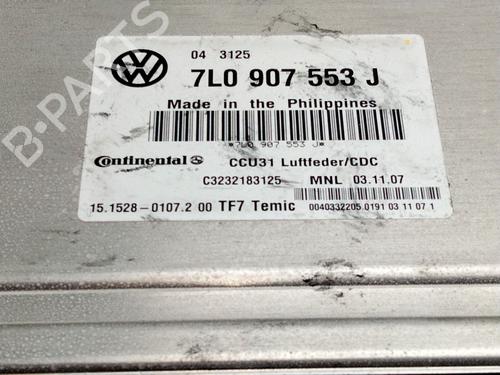 04 3125
7L0 907 553 J
Made in the Philippines
*7L0 907 553 J*
Continental CCU31 Luftfeder/CDC
C3232183125 MNL 03.11.07
15.1528-0107.2 00 TF7 Temic 0040332205 0191 03 11 07 1
B-PARTS